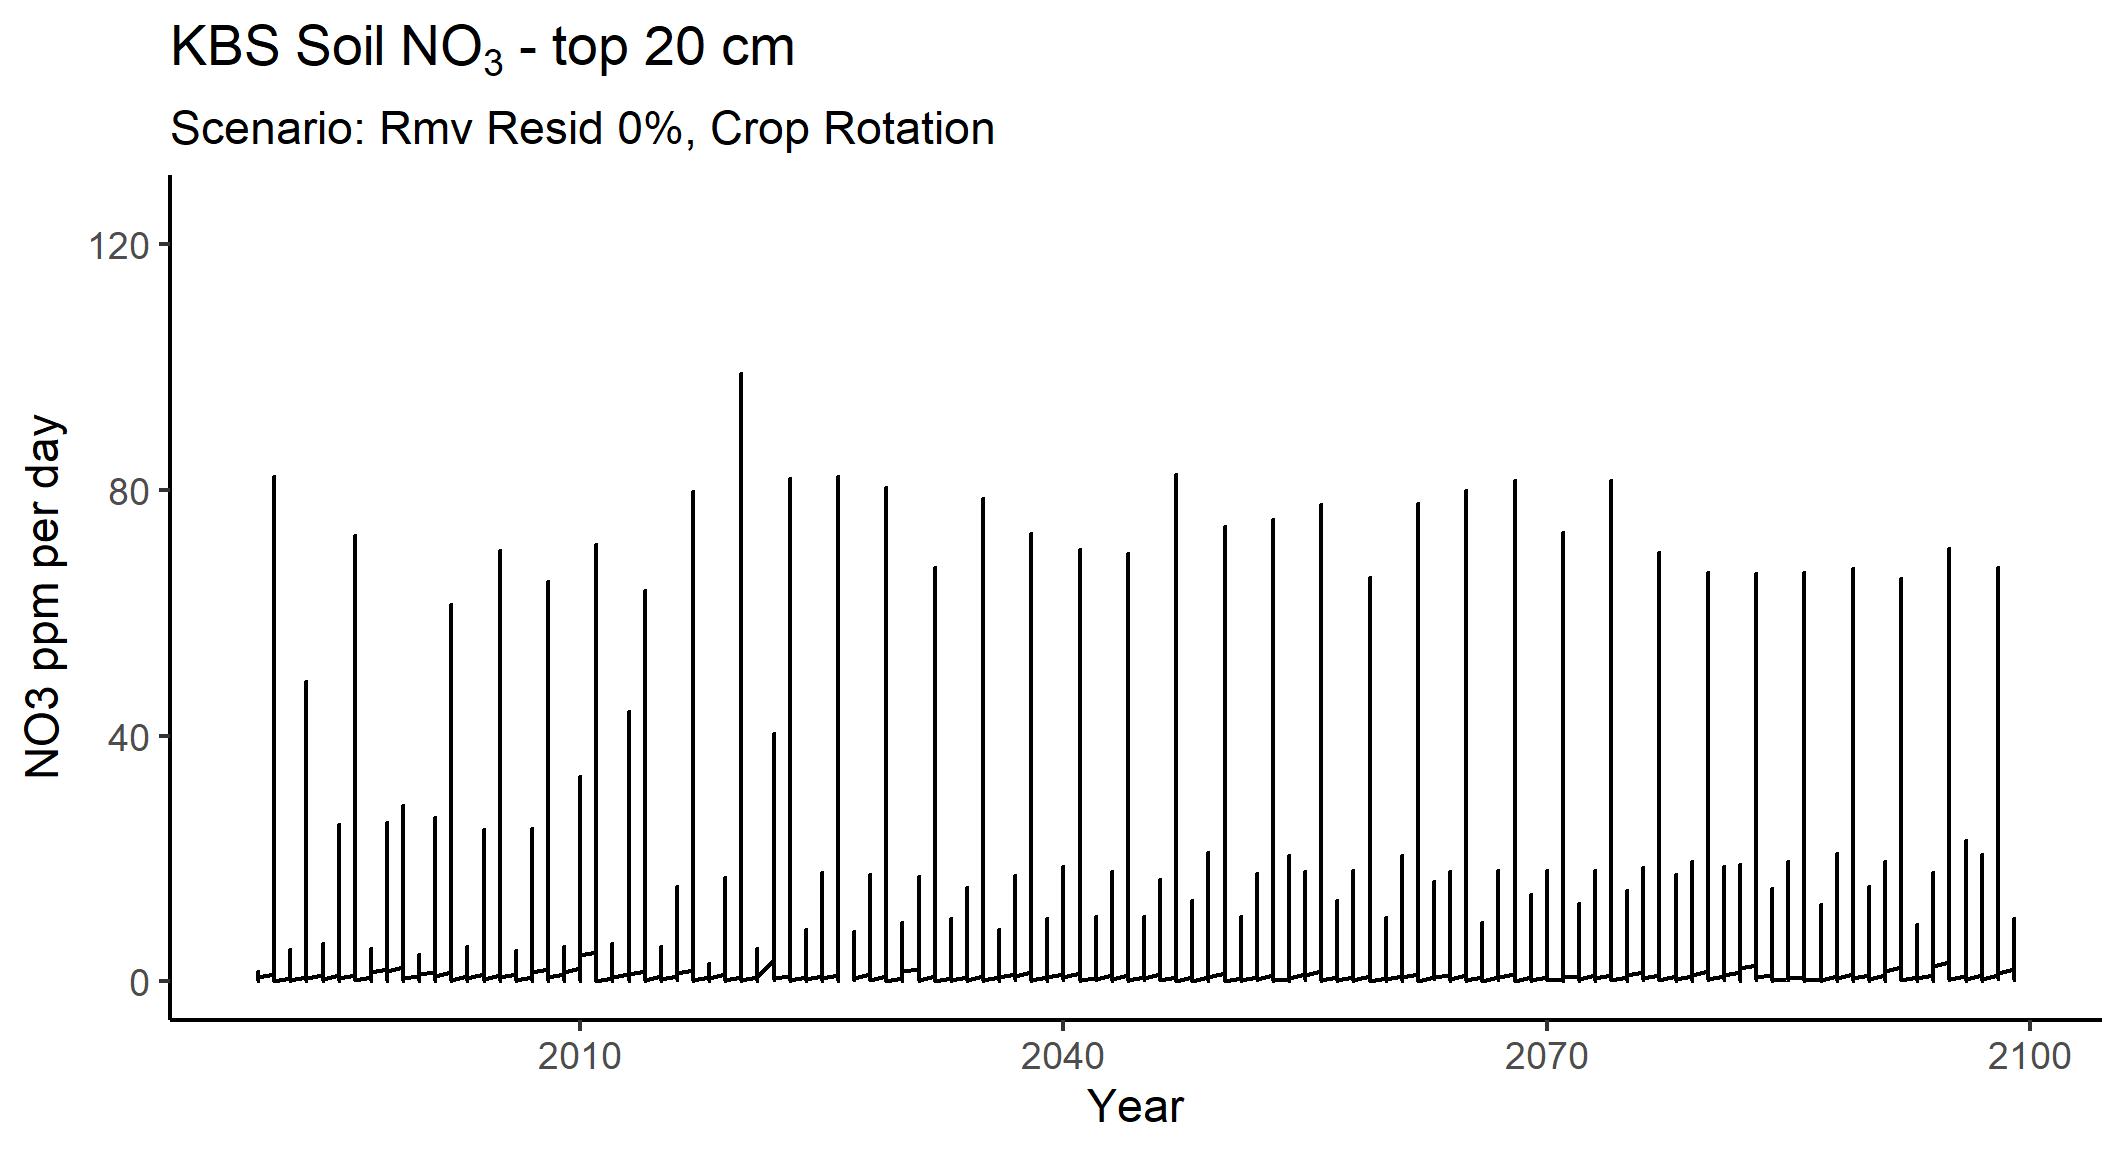 KBS Soil NO₃ - top 20 cm
Scenario: Rmv Resid 0%, Crop Rotation
NO3 ppm per day
120
80
40
0
2010 2040 2070 2100
Year